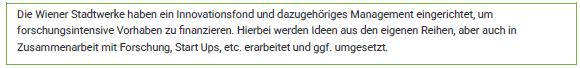 Die Wiener Stadtwerke haben ein Innovationsfond und dazugehöriges Management eingerichtet, um
forschungsintensive Vorhaben zu finanzieren. Hierbei werden Ideen aus den eigenen Reihen, aber auch in
Zusammenarbeit mit Forschung, Start Ups, etc. erarbeitet und ggf. umgesetzt.